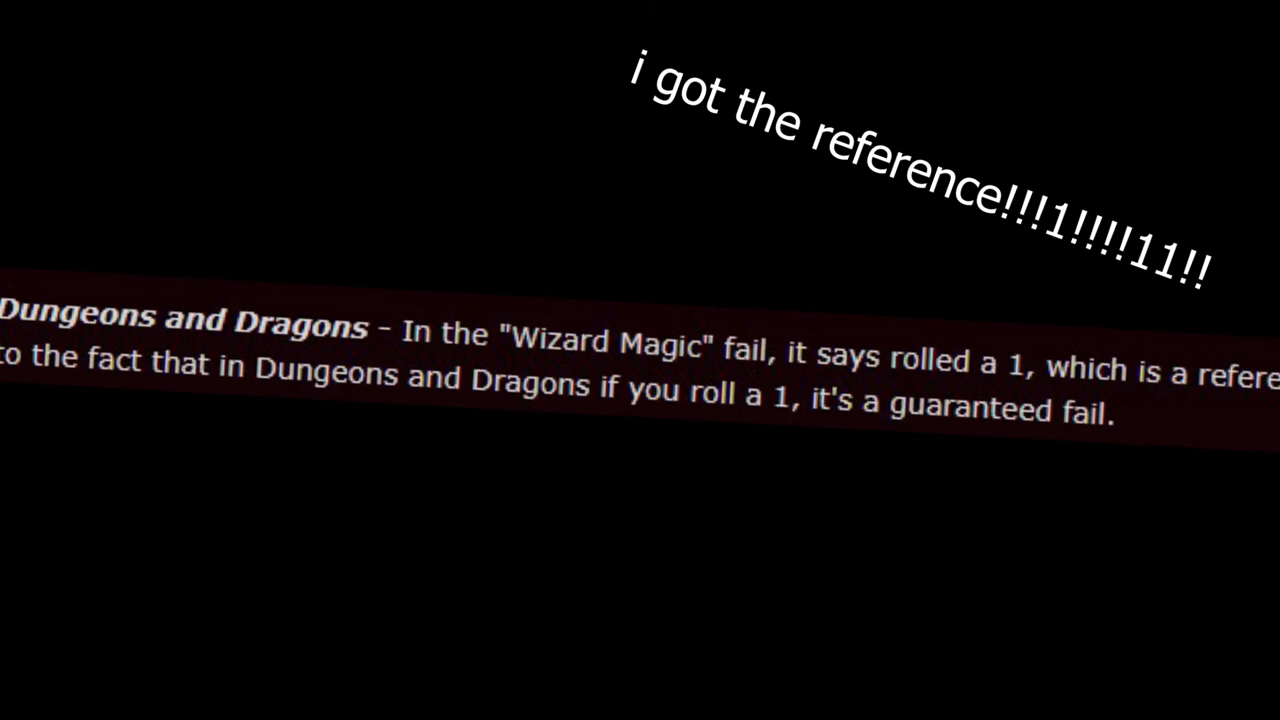 i got the reference!!!1!!!!11!!
Dungeons and Dragons - In the "Wizard Magic" fail, it says rolled a 1, which is a refere
to the fact that in Dungeons and Dragons if you roll a 1, it's a guaranteed fail.